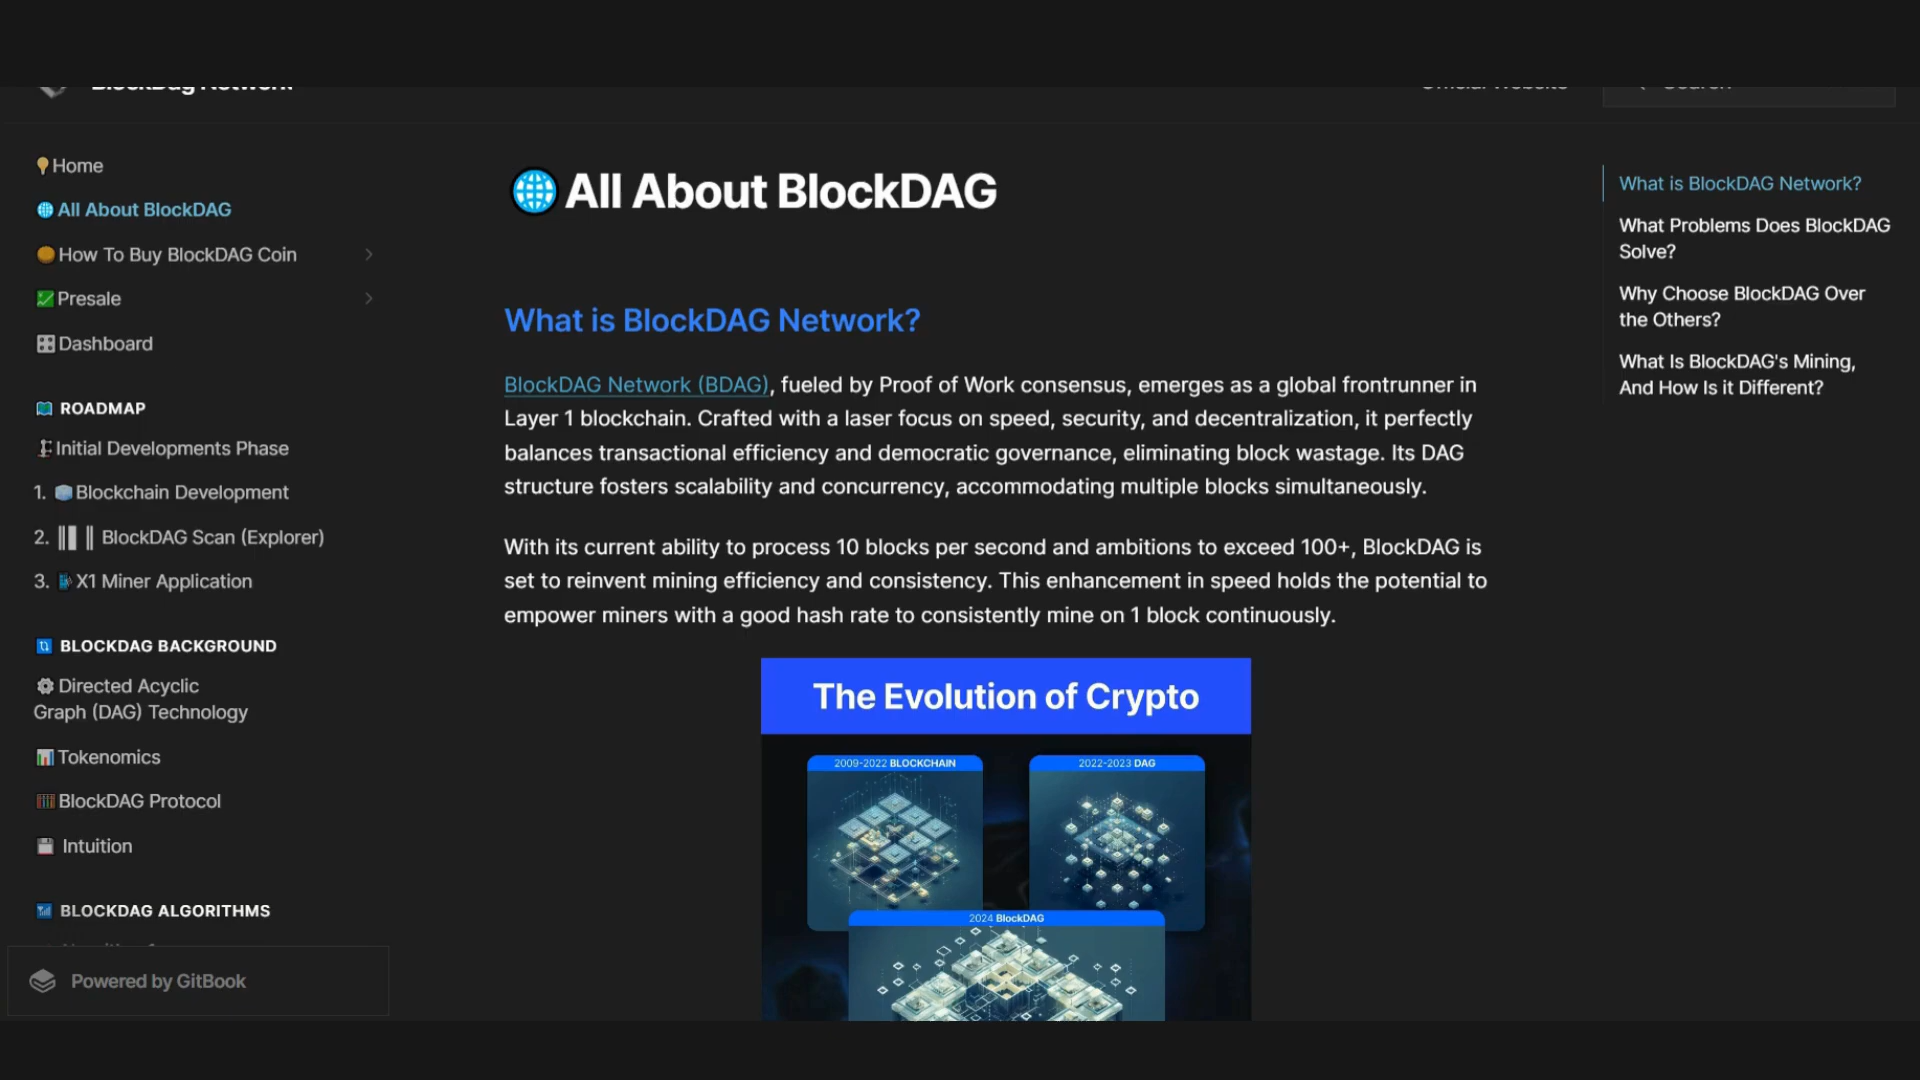 BlockDag Network
Official Website
Search
Home
All About BlockDAG
How To Buy BlockDAG Coin
Presale
Dashboard
ROADMAP
Initial Developments Phase
1. Blockchain Development
2. BlockDAG Scan (Explorer)
3. X1 Miner Application
BLOCKDAG BACKGROUND
Directed Acyclic
Graph (DAG) Technology
Tokenomics
BlockDAG Protocol
Intuition
BLOCKDAG ALGORITHMS
Powered by GitBook
All About BlockDAG
What is BlockDAG Network?
BlockDAG Network (BDAG), fueled by Proof of Work consensus, emerges as a global frontrunner in
Layer 1 blockchain. Crafted with a laser focus on speed, security, and decentralization, it perfectly
balances transactional efficiency and democratic governance, eliminating block wastage. Its DAG
structure fosters scalability and concurrency, accommodating multiple blocks simultaneously.
With its current ability to process 10 blocks per second and ambitions to exceed 100+, BlockDAG is
set to reinvent mining efficiency and consistency. This enhancement in speed holds the potential to
empower miners with a good hash rate to consistently mine on 1 block continuously.
The Evolution of Crypto
2009-2022 BLOCKCHAIN
2022-2023 DAG
2024 BlockDAG
What is BlockDAG Network?
What Problems Does BlockDAG
Solve?
Why Choose BlockDAG Over
the Others?
What Is BlockDAG's Mining,
And How Is it Different?